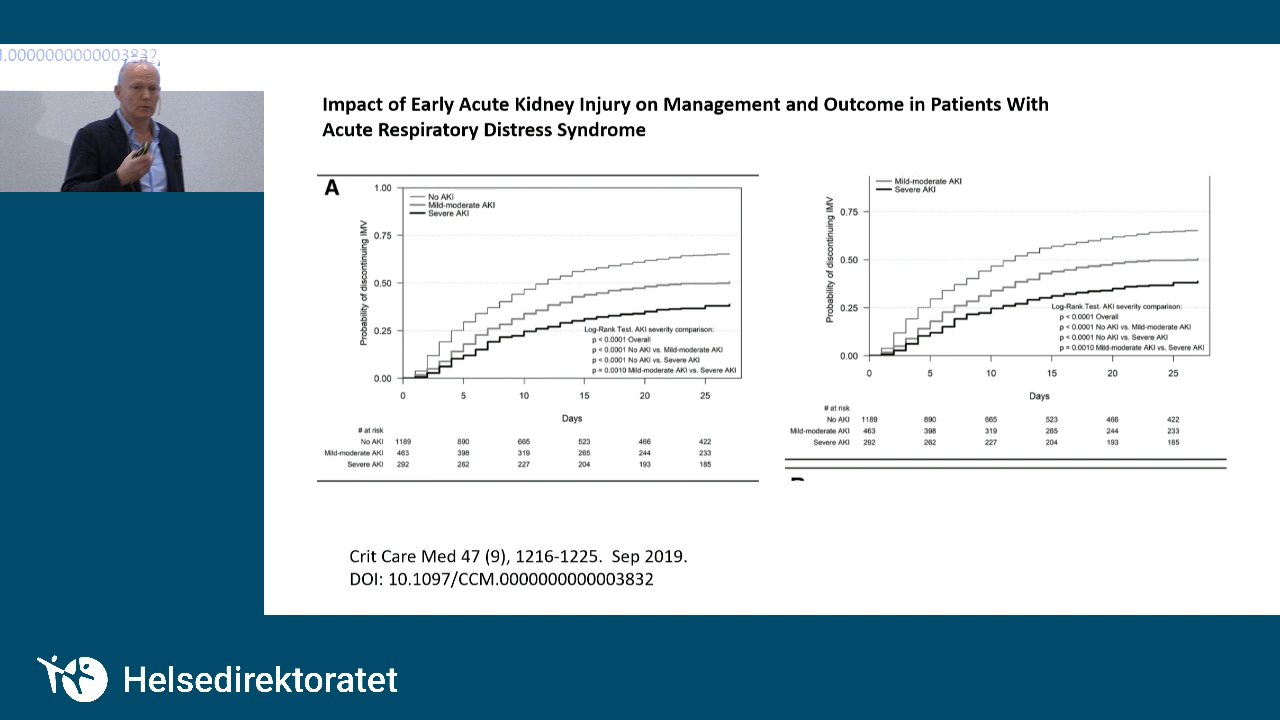 .0000000000003832
Impact of Early Acute Kidney Injury on Management and Outcome in Patients With
Acute Respiratory Distress Syndrome
A
1.00
0.75
0.50
0.25
0.00
Probability of discontinuing IMV
No AKI
Mild-moderate AKI
Severe AKI
Log-Rank Test. AKI severity comparison:
p < 0.0001 Overall
p < 0.0001 No AKI vs. Mild-moderate AKI
p < 0.0001 No AKI vs. Severe AKI
p = 0.0010 Mild-moderate AKI vs. Severe AKI
0 5 10 15 20 25
Days
# at risk
No AKI 1189 890 665 523 466 422
Mild-moderate AKI 463 398 319 265 244 233
Severe AKI 292 262 227 204 193 185
Mild-moderate AKI
Severe AKI
0.75
0.50
0.25
0.00
Probability of discontinuing IMV
Log-Rank Test. AKI severity comparison:
p < 0.0001 Overall
p < 0.0001 No AKI vs. Mild-moderate AKI
p < 0.0001 No AKI vs. Severe AKI
p = 0.0010 Mild-moderate AKI vs. Severe AKI
0 5 10 15 20 25
Days
# at risk
No AKI 1189 890 665 523 466 422
Mild-moderate AKI 463 398 319 265 244 233
Severe AKI 292 262 227 204 193 185
Crit Care Med 47 (9), 1216-1225. Sep 2019.
DOI: 10.1097/CCM.0000000000003832
Helsedirektoratet